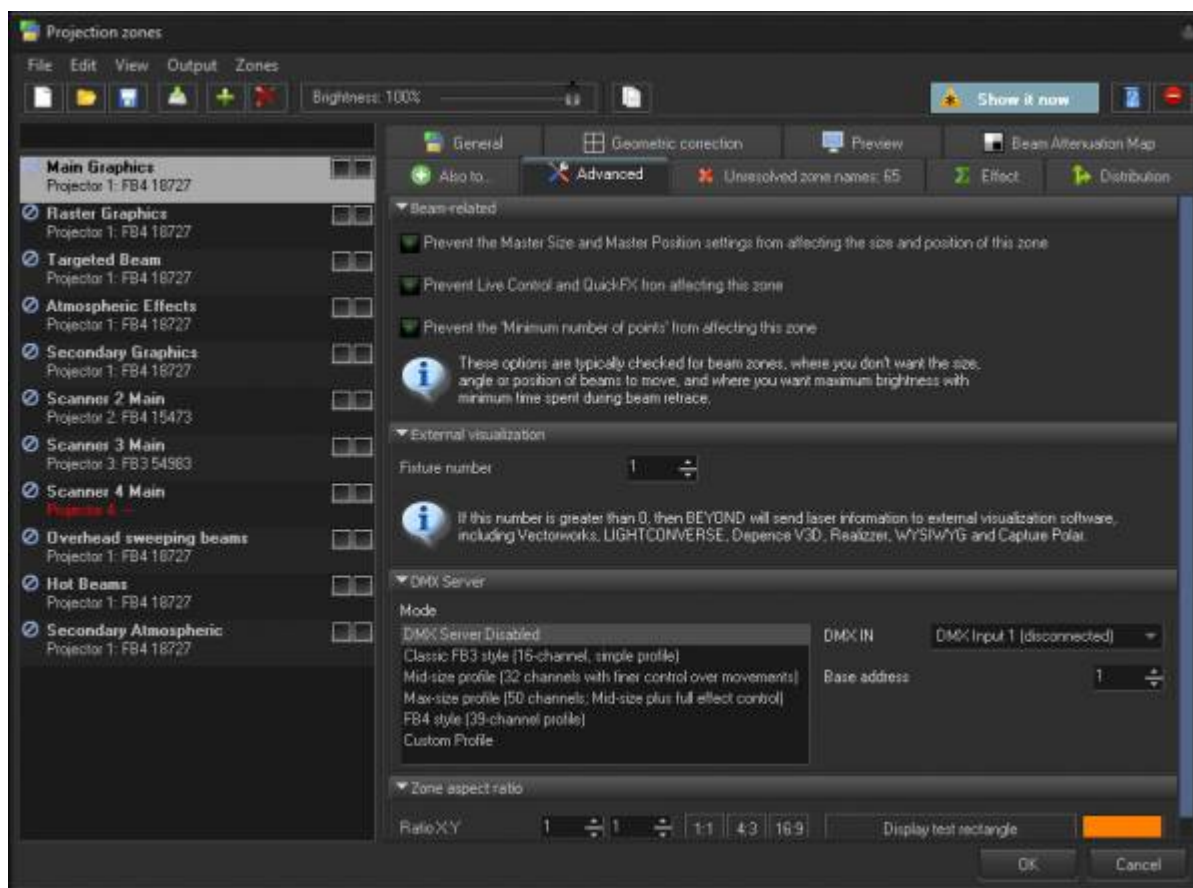 Projection zones
File Edit View Output Zones
Brightness: 100%
Show it now
General
Geometric correction
Preview
Beam Attenuation Map
Also to...
Advanced
Unresolved zone names: 65
Effect
Distribution
Main Graphics
Projector 1: FB4 18727
Raster Graphics
Projector 1: FB4 18727
Targeted Beam
Projector 1: FB4 18727
Atmospheric Effects
Projector 1: FB4 18727
Secondary Graphics
Projector 1: FB4 18727
Scanner 2 Main
Projector 2: FB4 15473
Scanner 3 Main
Projector 3: FB3 54983
Scanner 4 Main
Projector 4: --
Overhead sweeping beams
Projector 1: FB4 18727
Hot Beams
Projector 1: FB4 18727
Secondary Atmospheric
Projector 1: FB4 18727
Beam-related
Prevent the Master Size and Master Position settings from affecting the size and position of this zone
Prevent Live Control and QuickFX from affecting this zone
Prevent the 'Minimum number of points' from affecting this zone
These options are typically checked for beam zones, where you don't want the size,
angle or position of beams to move, and where you want maximum brightness with
minimum time spent during beam retrace.
External visualization
Fixture number 1
If this number is greater than 0, then BEYOND will send laser information to external visualization software,
including Vectorworks, LIGHTCONVERSE, Depence V3D, Realizzer, WYSIWYG and Capture Polar.
DMX Server
Mode
DMX Server Disabled
Classic FB3 style (16-channel, simple profile)
Mid-size profile (32 channels with finer control over movements)
Max-size profile (50 channels; Mid-size plus full effect control)
FB4 style (39-channel profile)
Custom Profile
DMX IN DMX Input 1 (disconnected)
Base address 1
Zone aspect ratio
Ratio X:Y 1 1 1:1 4:3 16:9 Display test rectangle
OK Cancel